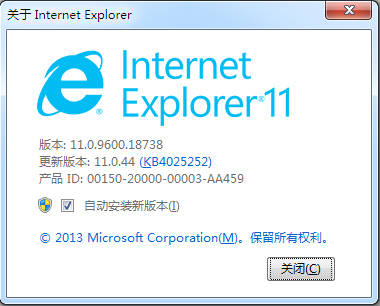 关于 Internet Explorer
Internet
Explorer®11
版本: 11.0.9600.18738
更新版本: 11.0.44 (KB4025252)
产品 ID: 00150-20000-00003-AA459
自动安装新版本(I)
© 2013 Microsoft Corporation(M)。保留所有权利。
关闭(C)